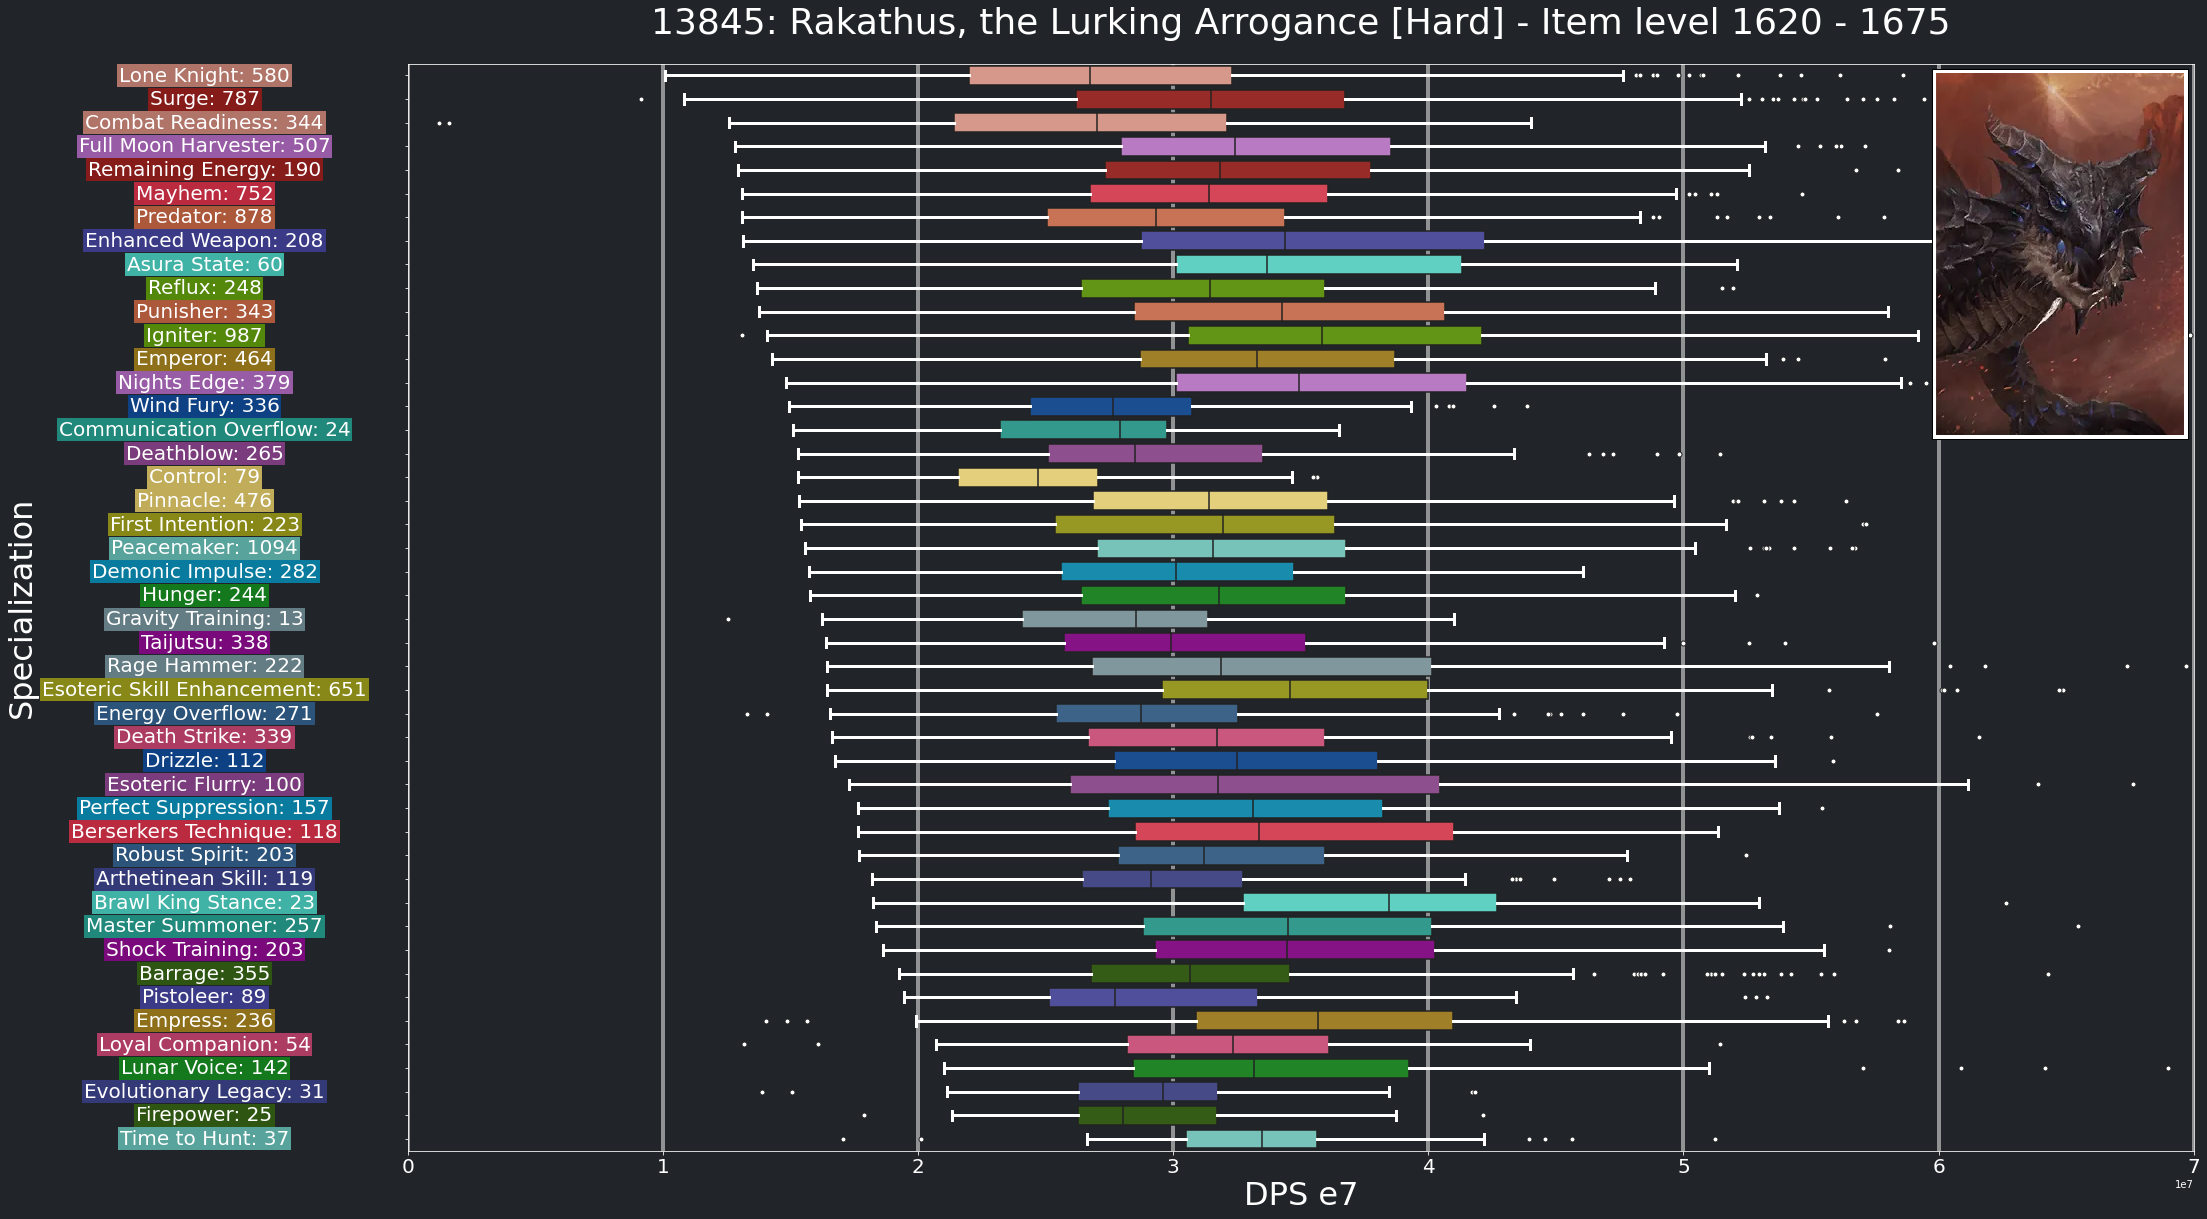 13845: Rakathus, the Lurking Arrogance [Hard] - Item level 1620 - 1675
Lone Knight: 580
Surge: 787
Combat Readiness: 344
Full Moon Harvester: 507
Remaining Energy: 190
Mayhem: 752
Predator: 878
Enhanced Weapon: 208
Asura State: 60
Reflux: 248
Punisher: 343
Igniter: 987
Emperor: 464
Nights Edge: 379
Wind Fury: 336
Communication Overflow: 24
Deathblow: 265
Control: 79
Pinnacle: 476
First Intention: 223
Peacemaker: 1094
Demonic Impulse: 282
Hunger: 244
Gravity Training: 13
Taijutsu: 338
Rage Hammer: 222
Esoteric Skill Enhancement: 651
Energy Overflow: 271
Death Strike: 339
Drizzle: 112
Esoteric Flurry: 100
Perfect Suppression: 157
Berserkers Technique: 118
Robust Spirit: 203
Arthetinean Skill: 119
Brawl King Stance: 23
Master Summoner: 257
Shock Training: 203
Barrage: 355
Pistoleer: 89
Empress: 236
Loyal Companion: 54
Lunar Voice: 142
Evolutionary Legacy: 31
Firepower: 25
Time to Hunt: 37
Specialization
0 1 2 3 4 5 6 7
1e7
DPS e7